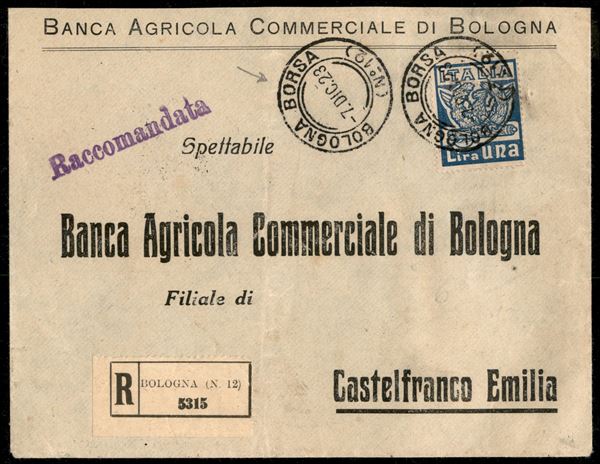 BANCA AGRICOLA COMMERCIALE DI BOLOGNA
BOLOGNA BORSA (N°12)
-7.DIC.23
BOLOGNA BORSA
ITALIA
Lira una
Raccomandata
Spettabile
Banca Agricola Commerciale di Bologna
Filiale di
R
BOLOGNA (N. 12)
5315
Castelfranco Emilia